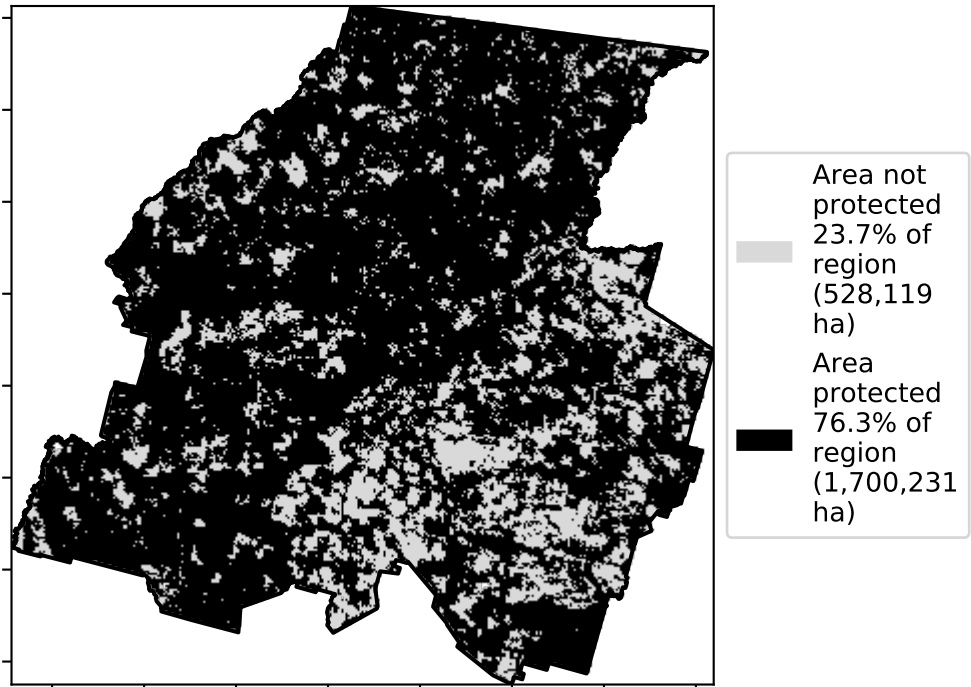 Area not
protected
23.7% of
region
(528,119
ha)
Area
protected
76.3% of
region
(1,700,231
ha)